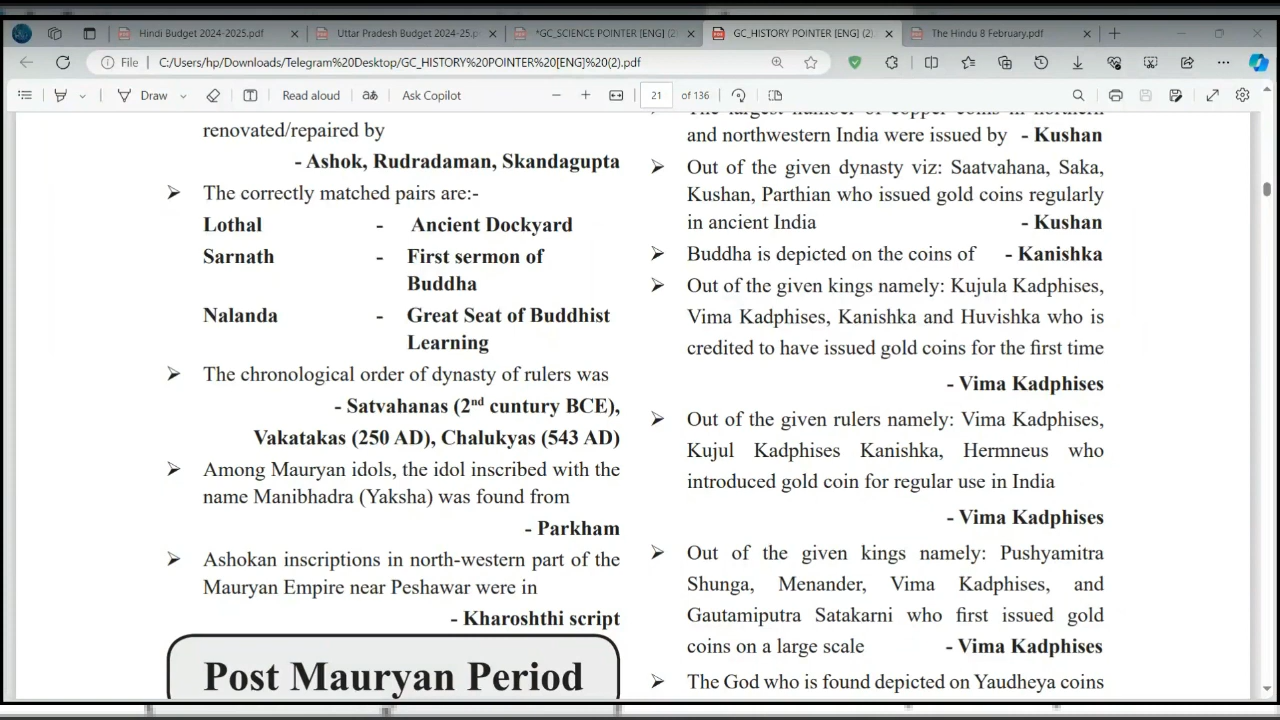 Hindi Budget 2024-2025.pdf
Uttar Pradesh Budget 2024-25.p
*GC_SCIENCE POINTER [ENG] (2)
GC_HISTORY POINTER [ENG] (2)
The Hindu 8 February.pdf
File
C:/Users/hp/Downloads/Telegram%20Desktop/GC_HISTORY%20POINTER%20[ENG]%20(2).pdf
Draw
Read aloud
Ask Copilot
21 of 136
renovated/repaired by
- Ashok, Rudradaman, Skandagupta
➢ The correctly matched pairs are:-
Lothal - Ancient Dockyard
Sarnath - First sermon of
Buddha
Nalanda - Great Seat of Buddhist
Learning
➢ The chronological order of dynasty of rulers was
- Satvahanas (2nd cuntury BCE),
Vakatakas (250 AD), Chalukyas (543 AD)
➢ Among Mauryan idols, the idol inscribed with the
name Manibhadra (Yaksha) was found from
- Parkham
➢ Ashokan inscriptions in north-western part of the
Mauryan Empire near Peshawar were in
- Kharoshthi script
Post Mauryan Period
The largest number of copper coins in northern
and northwestern India were issued by - Kushan
➢ Out of the given dynasty viz: Saatvahana, Saka,
Kushan, Parthian who issued gold coins regularly
in ancient India - Kushan
➢ Buddha is depicted on the coins of - Kanishka
➢ Out of the given kings namely: Kujula Kadphises,
Vima Kadphises, Kanishka and Huvishka who is
credited to have issued gold coins for the first time
- Vima Kadphises
➢ Out of the given rulers namely: Vima Kadphises,
Kujul Kadphises Kanishka, Hermneus who
introduced gold coin for regular use in India
- Vima Kadphises
➢ Out of the given kings namely: Pushyamitra
Shunga, Menander, Vima Kadphises, and
Gautamiputra Satakarni who first issued gold
coins on a large scale - Vima Kadphises
➢ The God who is found depicted on Yaudheya coins